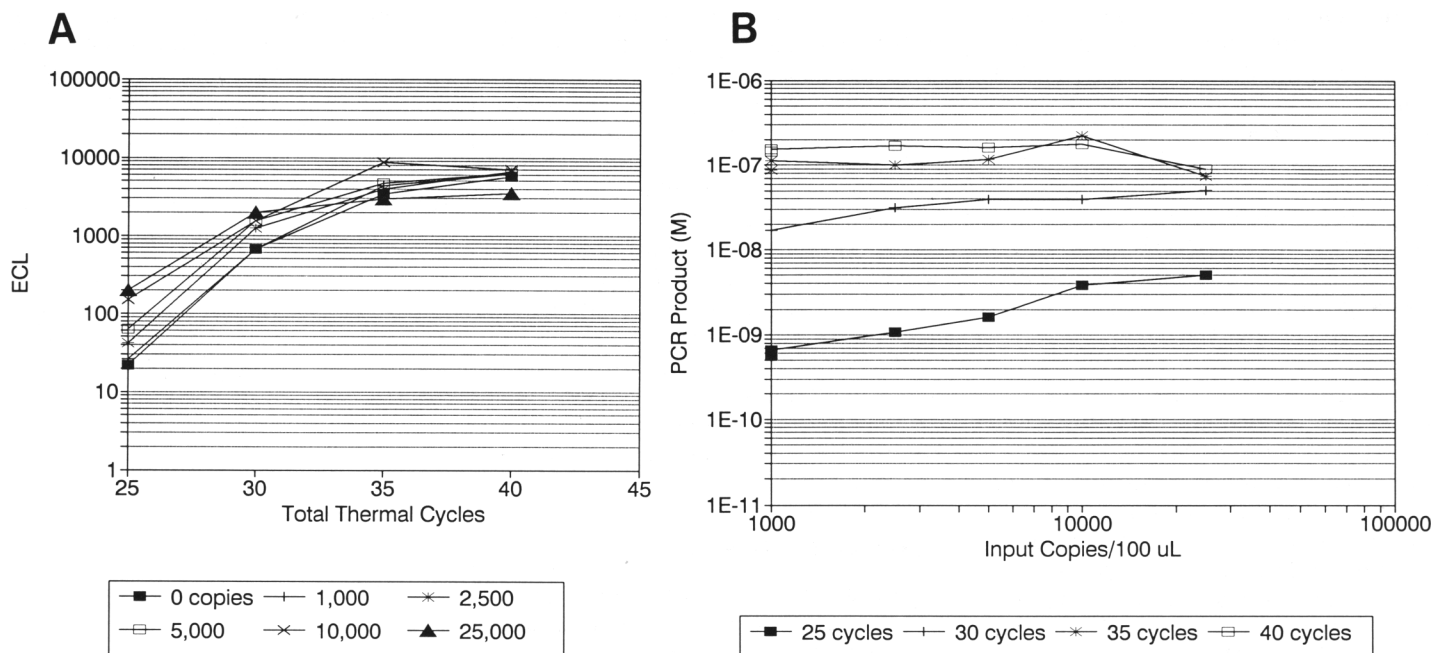 A
ECL
100000
10000
1000
100
10
1
25 30 35 40 45
Total Thermal Cycles
0 copies 1,000 2,500
5,000 10,000 25,000
B
PCR Product (M)
1E-06
1E-07
1E-08
1E-09
1E-10
1E-11
1000 10000 100000
Input Copies/100 uL
25 cycles 30 cycles 35 cycles 40 cycles